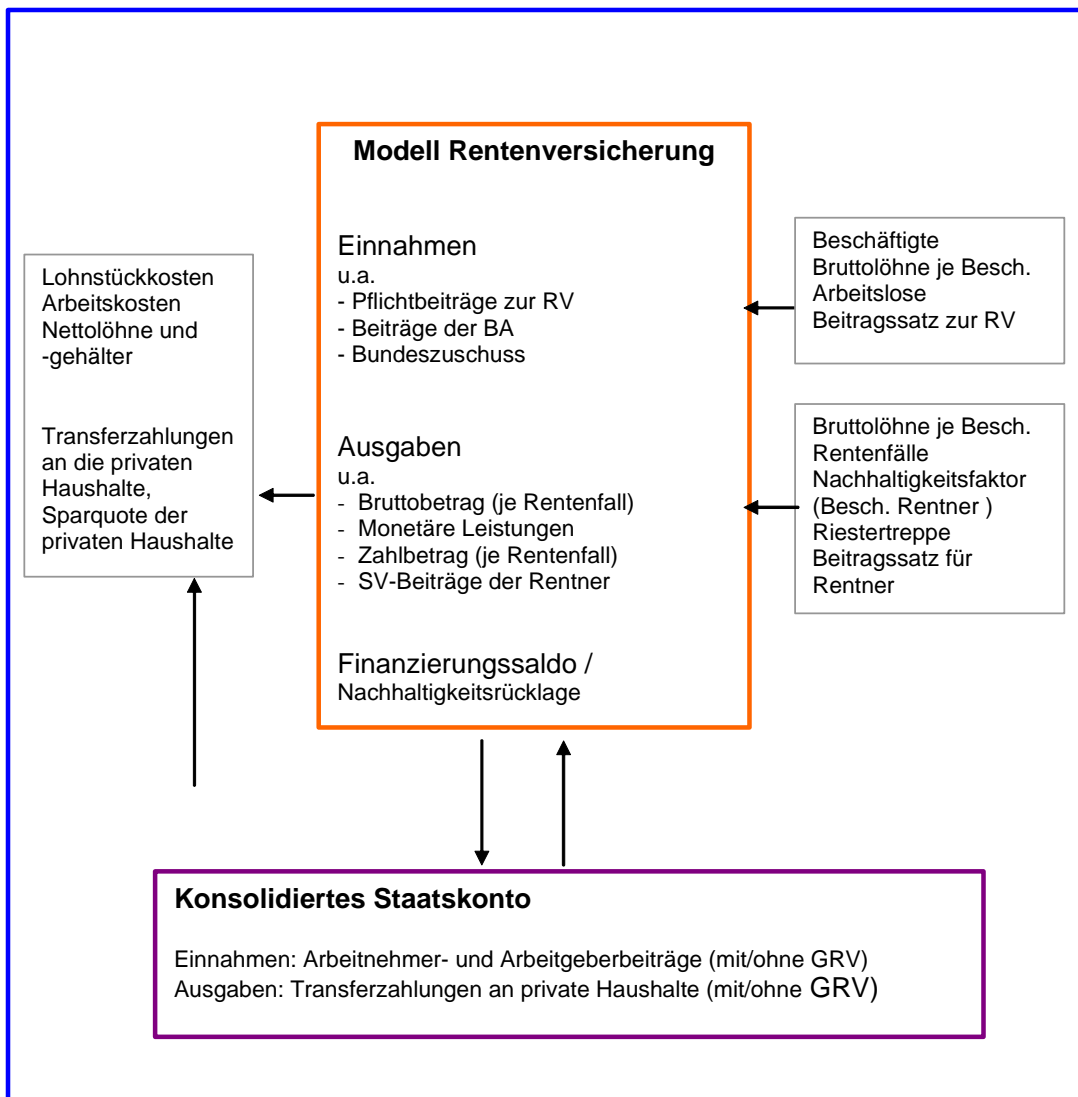 Modell Rentenversicherung
Einnahmen
u.a.
- Pflichtbeiträge zur RV
- Beiträge der BA
- Bundeszuschuss
Ausgaben
u.a.
- Bruttobetrag (je Rentenfall)
- Monetäre Leistungen
- Zahlbetrag (je Rentenfall)
- SV-Beiträge der Rentner
Finanzierungssaldo /
Nachhaltigkeitsrücklage
Lohnstückkosten
Arbeitskosten
Nettolöhne und
-gehälter
Transferzahlungen
an die privaten
Haushalte,
Sparquote der
privaten Haushalte
Beschäftigte
Bruttolöhne je Besch.
Arbeitslose
Beitragssatz zur RV
Bruttolöhne je Besch.
Rentenfälle
Nachhaltigkeitsfaktor
(Besch. Rentner )
Riestertreppe
Beitragssatz für
Rentner
Konsolidiertes Staatskonto
Einnahmen: Arbeitnehmer- und Arbeitgeberbeiträge (mit/ohne GRV)
Ausgaben: Transferzahlungen an private Haushalte (mit/ohne GRV)